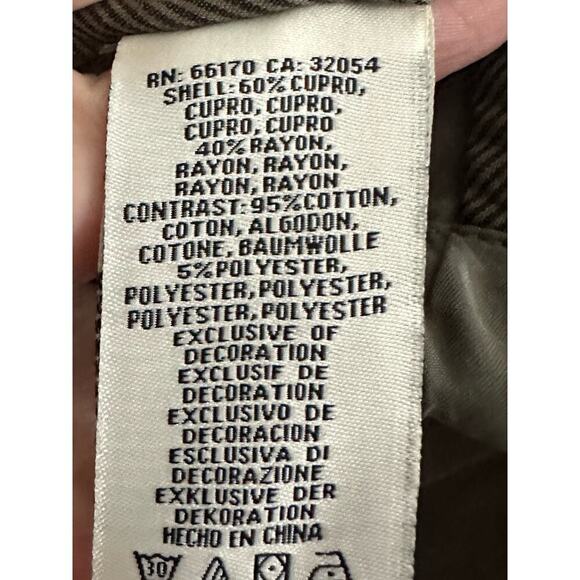 RN: 66170 CA: 32054
SHELL: 60% CUPRO,
CUPRO, CUPRO,
CUPRO, CUPRO
40% RAYON,
RAYON, RAYON,
RAYON, RAYON
CONTRAST: 95%COTTON,
COTON, ALGODON,
COTONE, BAUMWOLLE
5%POLYESTER,
POLYESTER, POLYESTER,
POLYESTER, POLYESTER
EXCLUSIVE OF
DECORATION
EXCLUSIF DE
DECORATION
EXCLUSIVO DE
DECORACION
ESCLUSIVA DI
DECORAZIONE
EXKLUSIVE DER
DEKORATION
HECHO EN CHINA
30